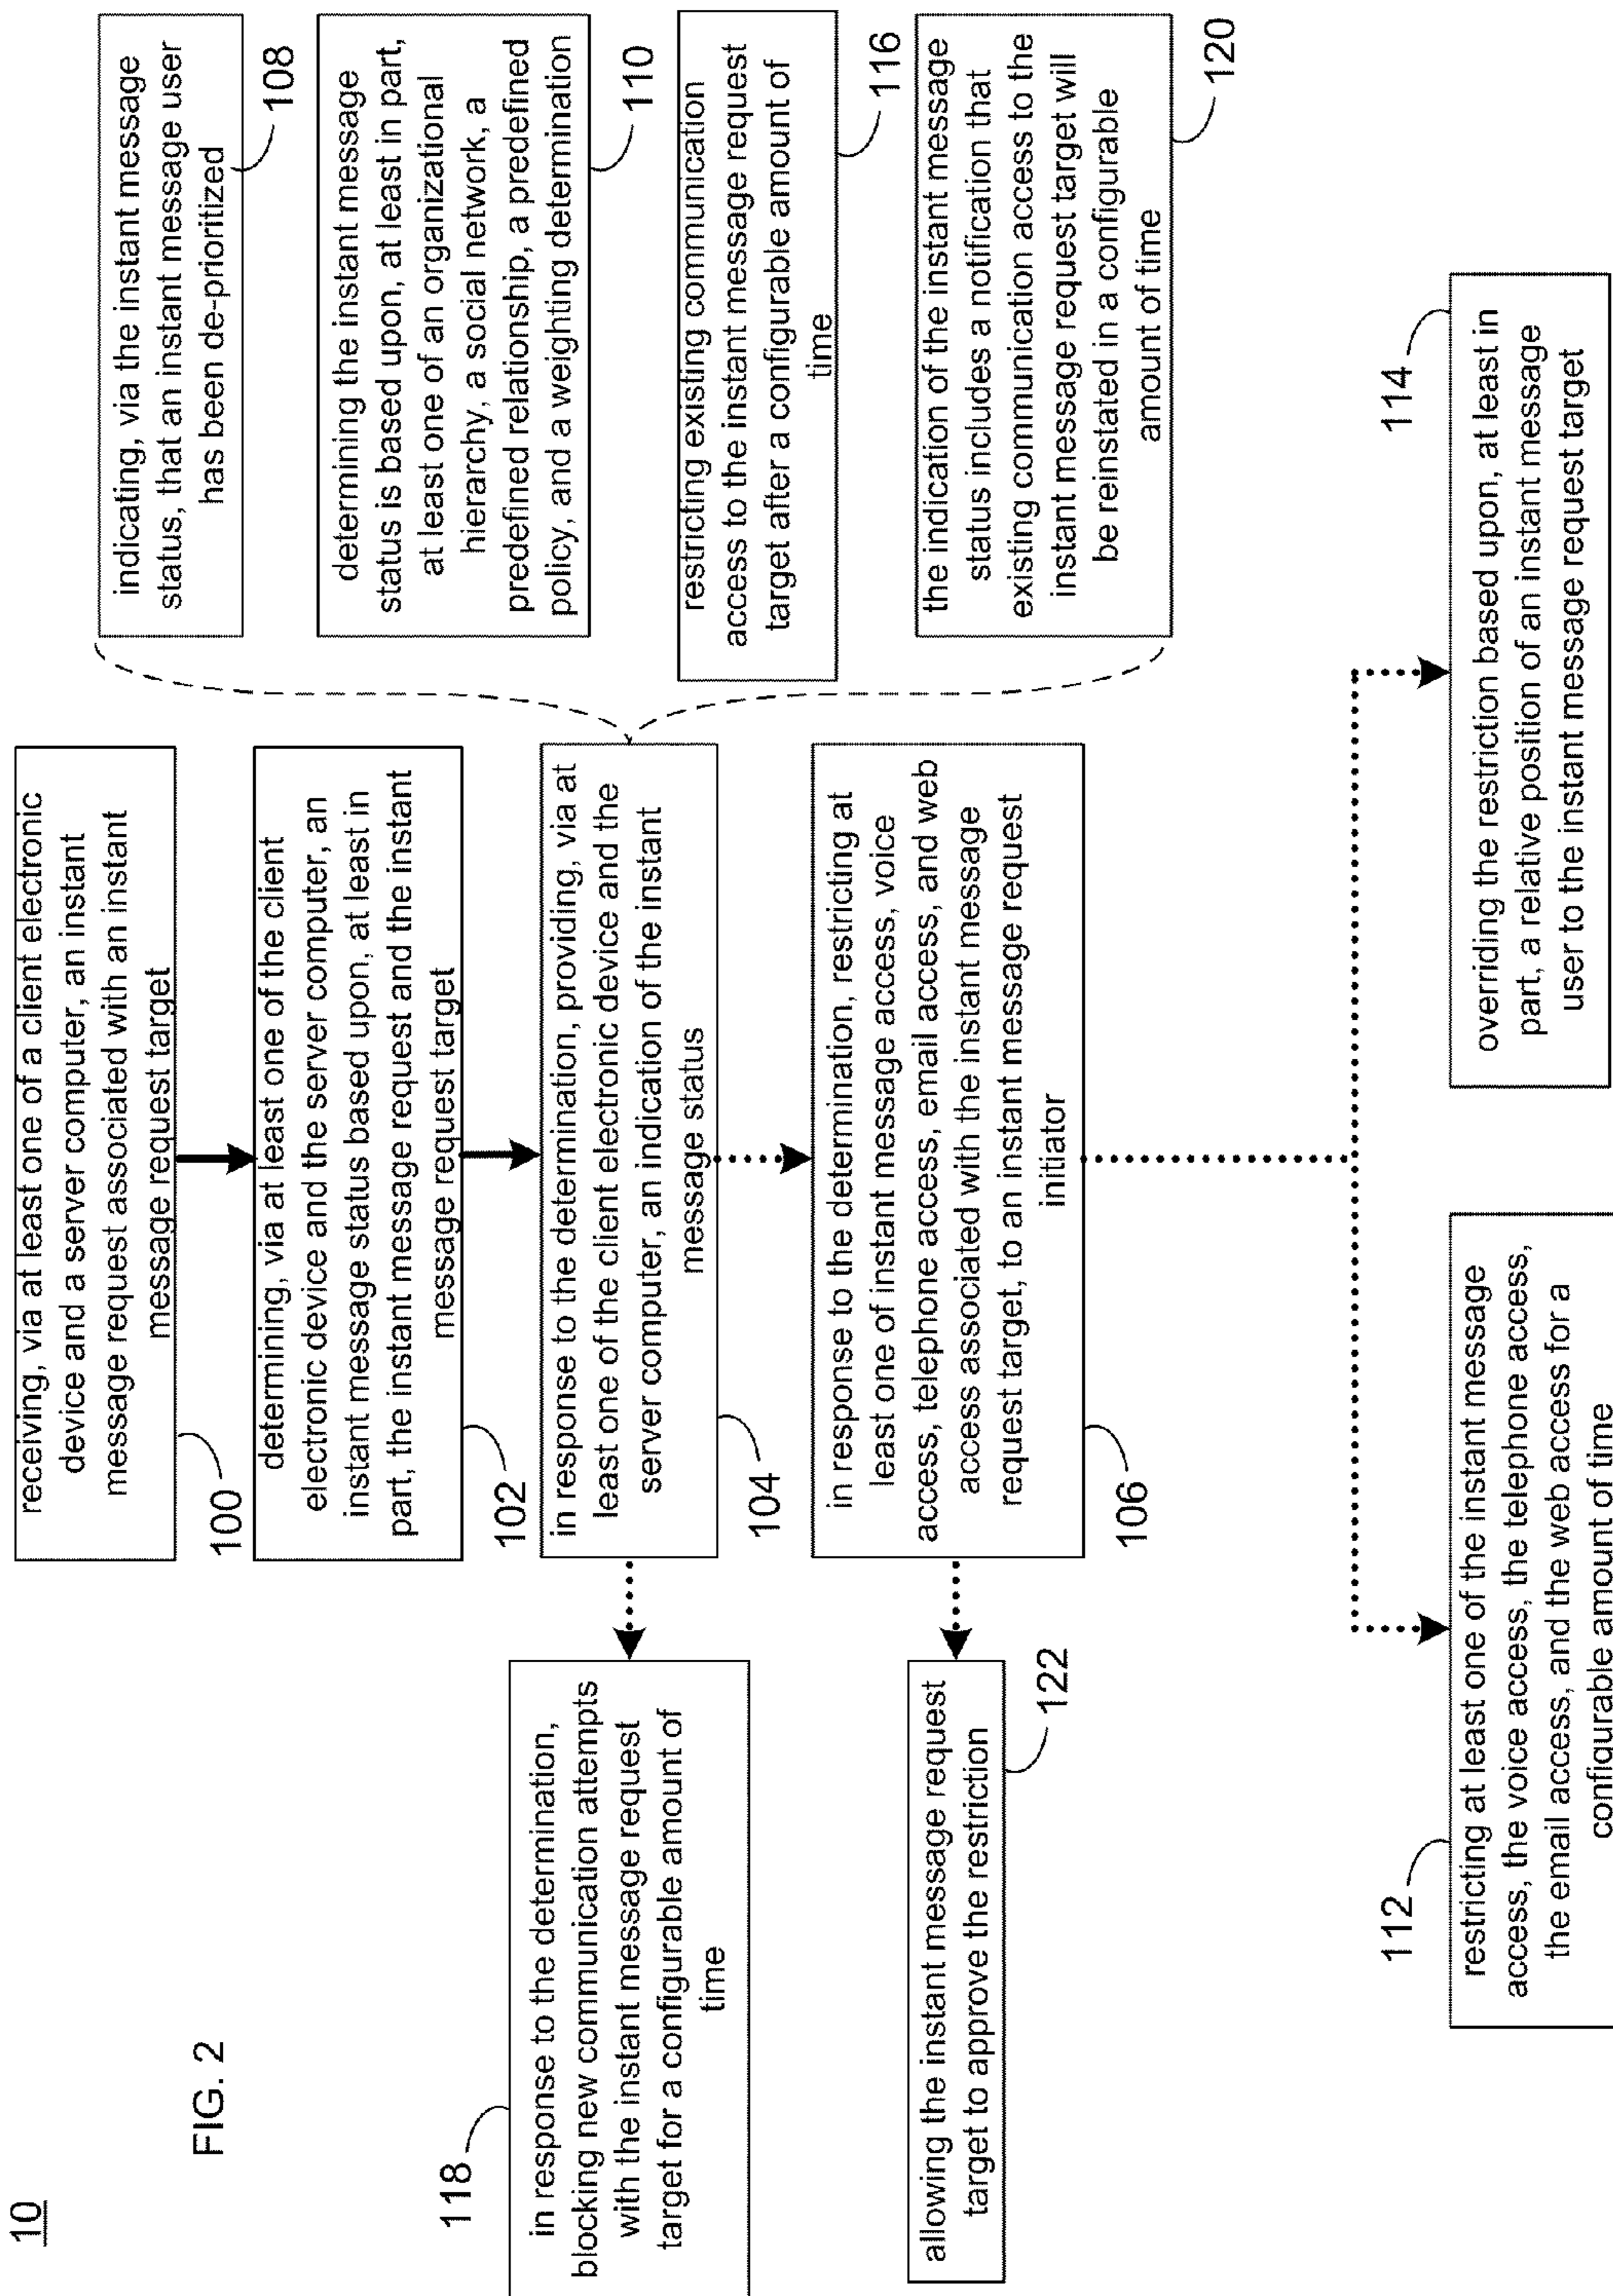 10
FIG. 2
receiving, via at least one of a client electronic
device and a server computer, an instant
message request associated with an instant
message request target
100
determining, via at least one of the client
electronic device and the server computer, an
instant message status based upon, at least in
part, the instant message request and the instant
message request target
102
in response to the determination, providing, via at
least one of the client electronic device and the
server computer, an indication of the instant
message status
104
in response to the determination, restricting at
least one of instant message access, voice
access, telephone access, email access, and web
access associated with the instant message
request target, to an instant message request
initiator
106
indicating, via the instant message
status, that an instant message user
has been de-prioritized
108
determining the instant message
status is based upon, at least in part,
at least one of an organizational
hierarchy, a social network, a
predefined relationship, a predefined
policy, and a weighting determination
110
restricting existing communication
access to the instant message request
target after a configurable amount of
time
116
the indication of the instant message
status includes a notification that
existing communication access to the
instant message request target will
be reinstated in a configurable
amount of time
120
118
in response to the determination,
blocking new communication attempts
with the instant message request
target for a configurable amount of
time
allowing the instant message request
target to approve the restriction
122
112
restricting at least one of the instant message
access, the voice access, the telephone access,
the email access, and the web access for a
configurable amount of time
114
overriding the restriction based upon, at least in
part, a relative position of an instant message
user to the instant message request target